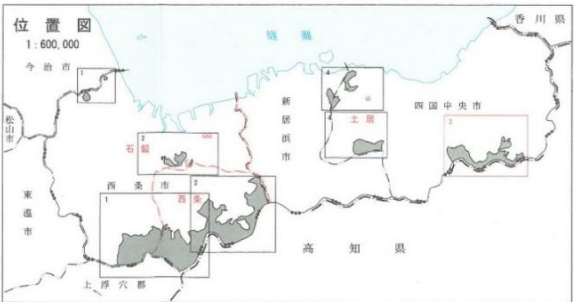 位置図
1:600,000
燧灘
香川県
今治市
1
4
新居浜市
四国中央市
松山市
2
石鎚
土居
3
東温市
西条市
1
西条
2
高知県
上浮穴郡